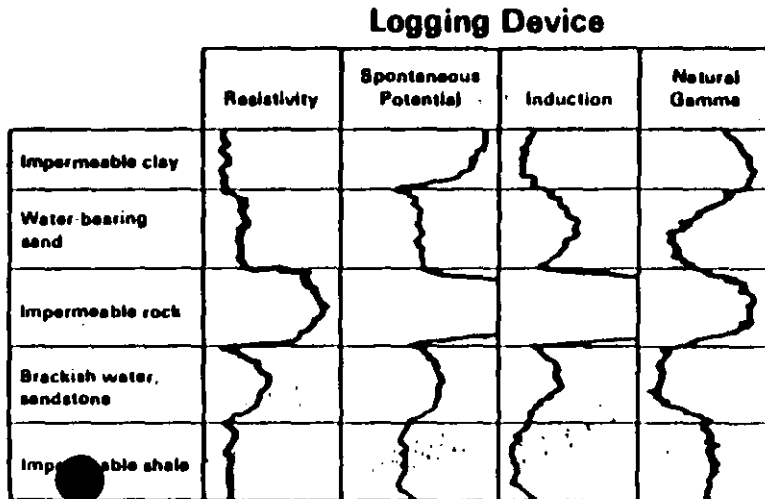 Logging Device
Resistivity
Spontaneous
Potential
Induction
Natural
Gamma
Impermeable clay
Water-bearing
sand
Impermeable rock
Brackish water,
sandstone
shale